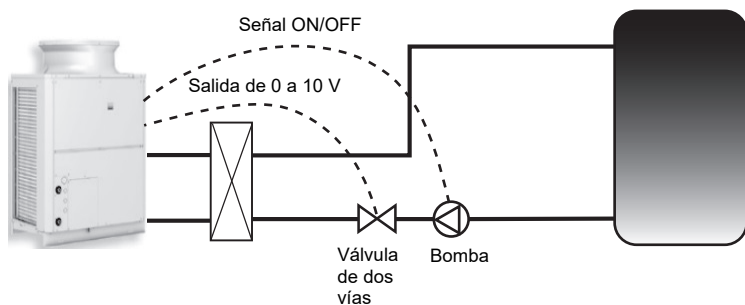 Señal ON/OFF
Salida de 0 a 10 V
Válvula
de dos
vías
Bomba